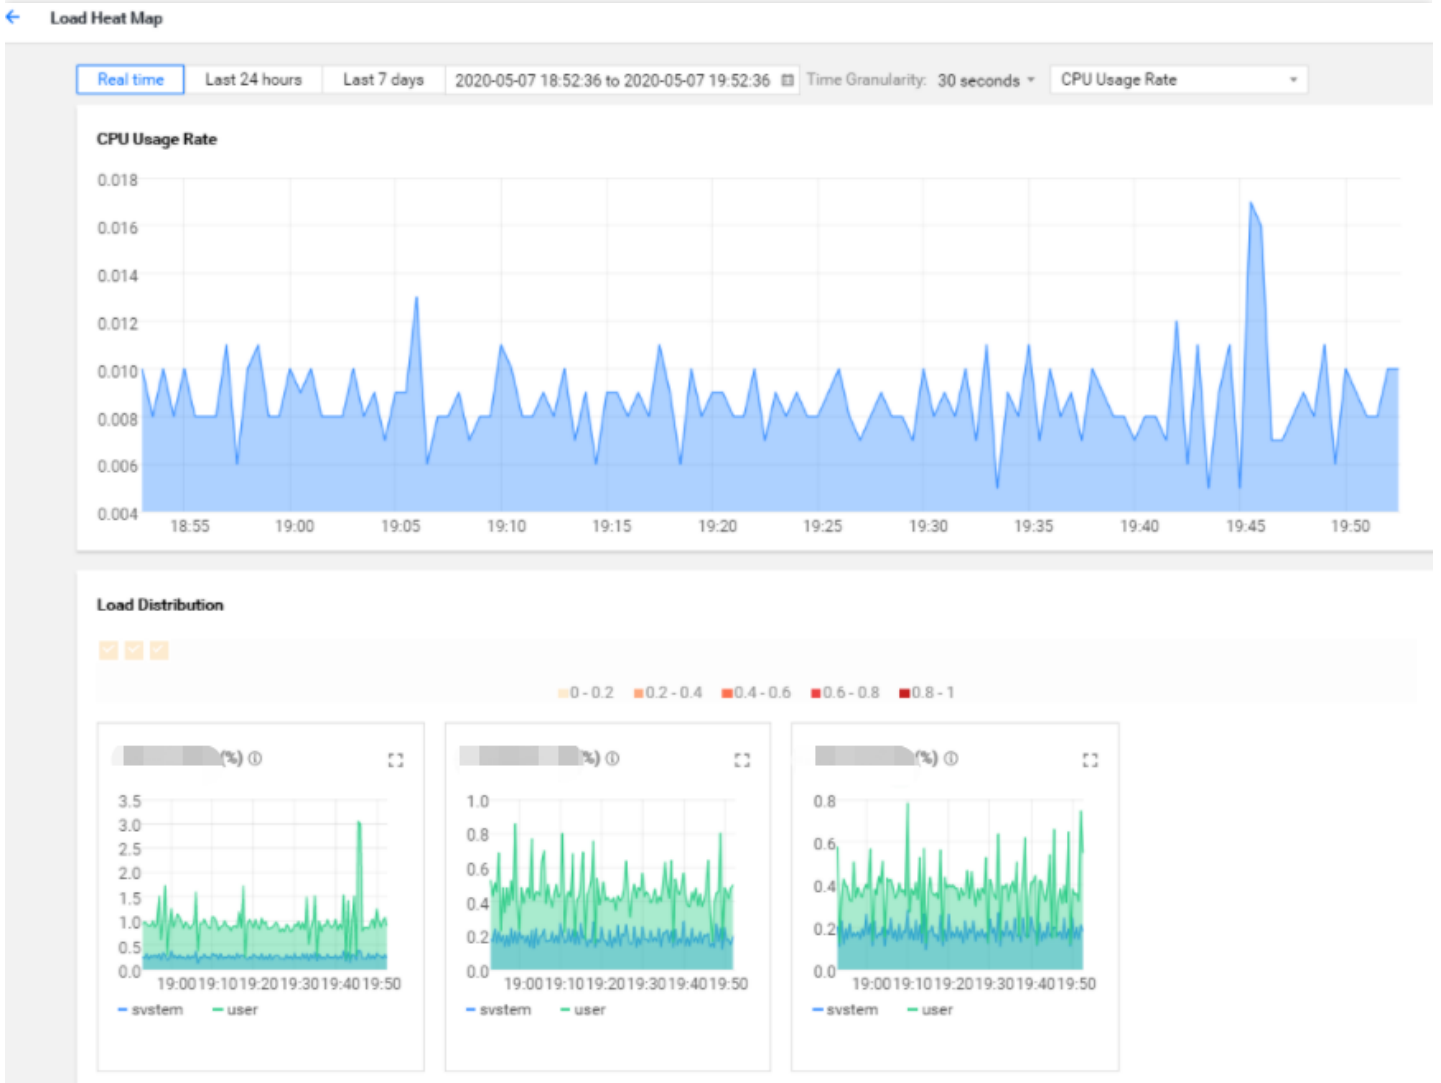 Load Heat Map
Real time Last 24 hours Last 7 days 2020-05-07 18:52:36 to 2020-05-07 19:52:36 Time Granularity: 30 seconds CPU Usage Rate
CPU Usage Rate
0.018
0.016
0.014
0.012
0.010
0.008
0.006
0.004
18:55 19:00 19:05 19:10 19:15 19:20 19:25 19:30 19:35 19:40 19:45 19:50
Load Distribution
0 - 0.2 0.2 - 0.4 0.4 - 0.6 0.6 - 0.8 0.8 - 1
(%)
3.5
3.0
2.5
2.0
1.5
1.0
0.5
0.0
19:00 19:10 19:20 19:30 19:40 19:50
system user
%)
1.0
0.8
0.6
0.4
0.2
0.0
19:00 19:10 19:20 19:30 19:40 19:50
system user
(%)
0.8
0.6
0.4
0.2
0.0
19:00 19:10 19:20 19:30 19:40 19:50
system user